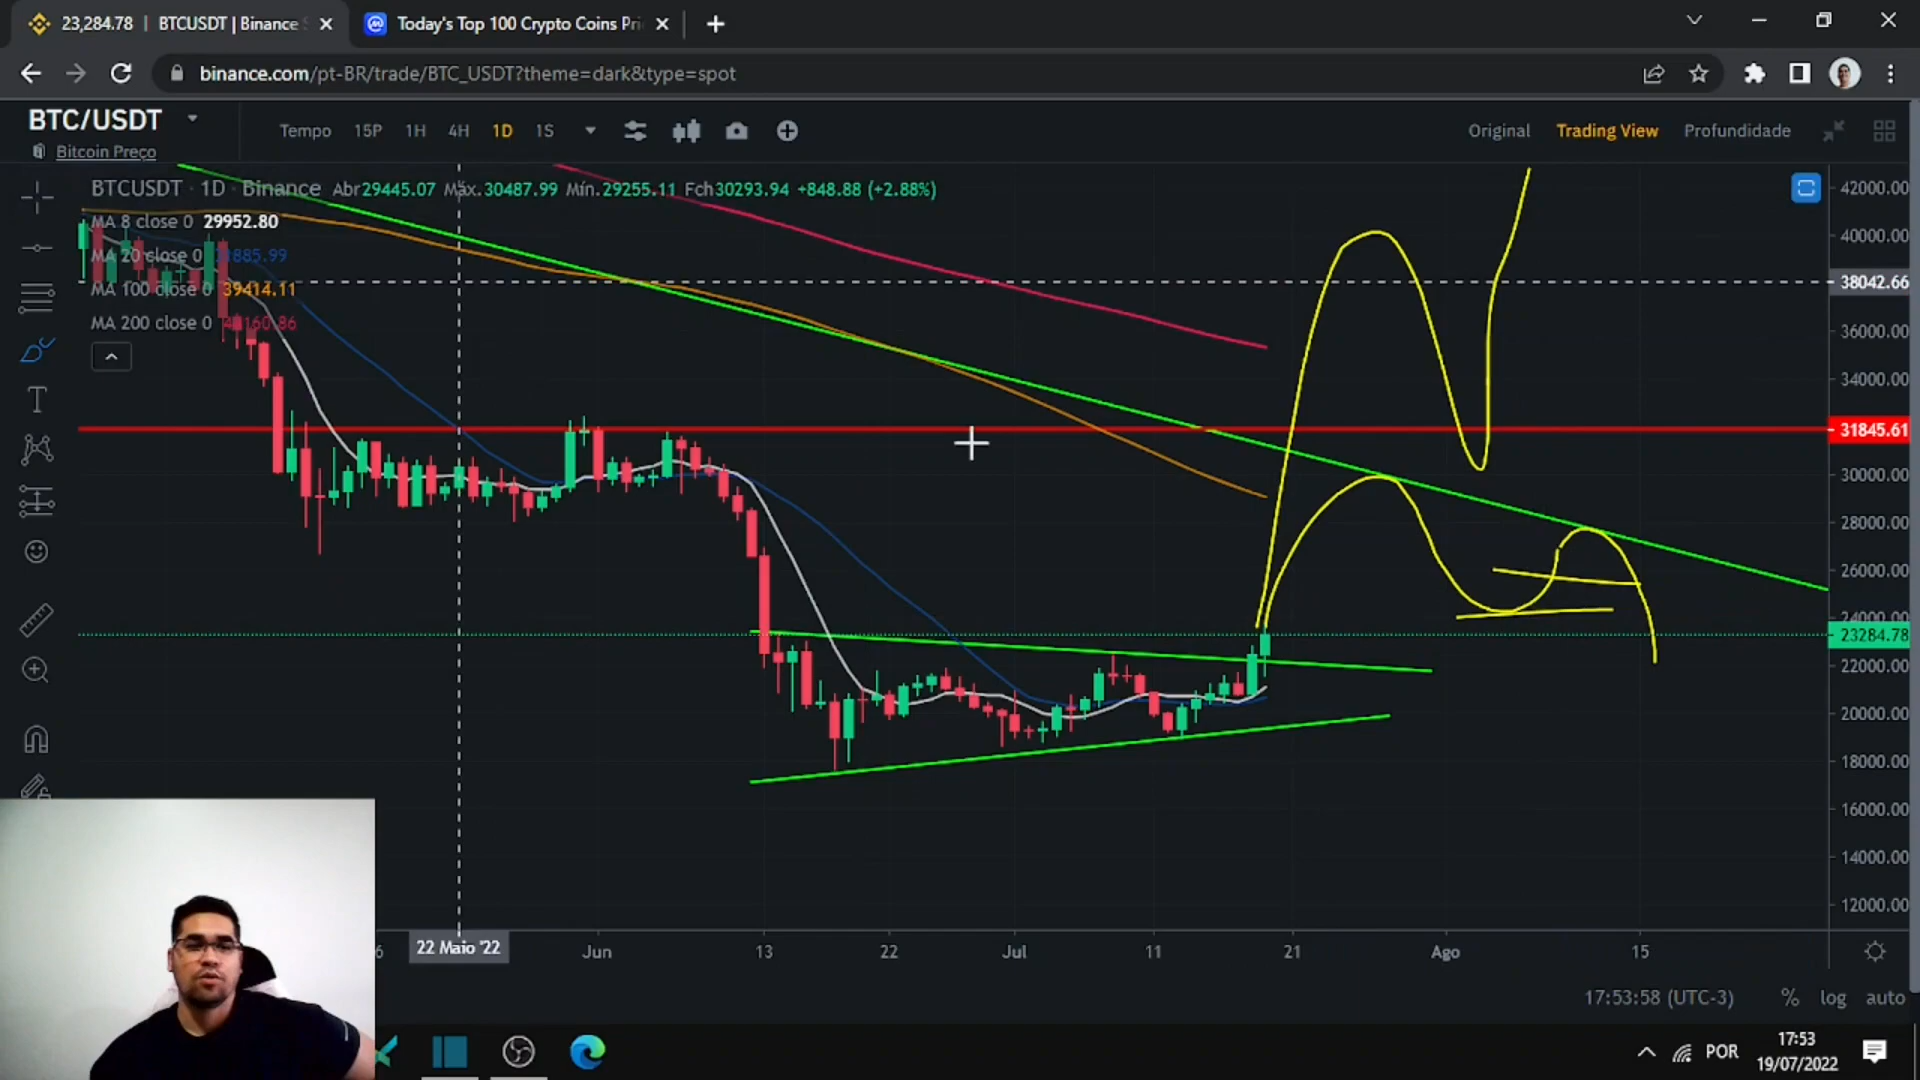 23,284.78 | BTCUSDT | Binance S
Today's Top 100 Crypto Coins Pri
binance.com/pt-BR/trade/BTC_USDT?theme=dark&type=spot
BTC/USDT
Bitcoin Preço
Tempo 15P 1H 4H 1D 1S
Original Trading View Profundidade
BTCUSDT · 1D · Binance Abr29445.07 Máx.30487.99 Mín.29255.11 Fch30293.94 +848.88 (+2.88%)
MA 8 close 0 29952.80
MA 20 close 0
MA 100 close 0 39414.11
MA 200 close 0
42000.00
40000.00
38042.66
36000.00
34000.00
31845.61
30000.00
28000.00
26000.00
24000.00
23284.78
22000.00
20000.00
18000.00
16000.00
14000.00
12000.00
6 22 Maio '22 Jun 13 22 Jul 11 21 Ago 15
17:53:58 (UTC-3) % log auto
POR
17:53
19/07/2022